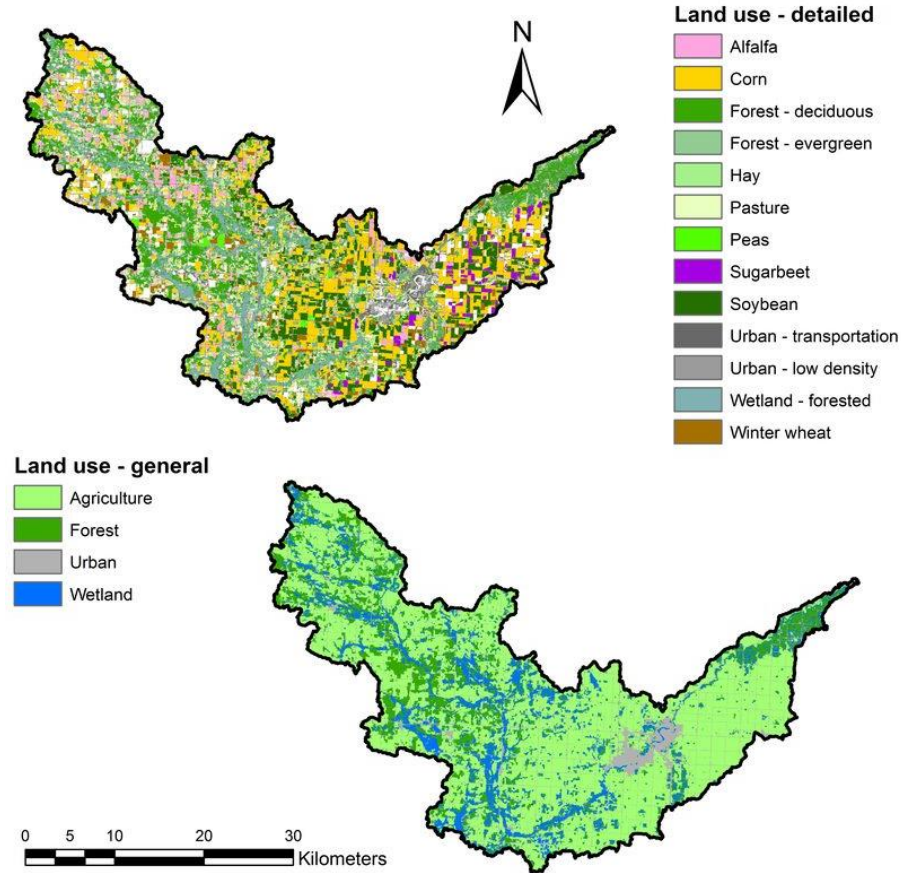 Land use - detailed
N
Alfalfa
Corn
Forest - deciduous
Forest - evergreen
Hay
Pasture
Peas
Sugarbeet
Soybean
Urban - transportation
Urban - low density
Wetland - forested
Winter wheat
Land use - general
Agriculture
Forest
Urban
Wetland
0 5 10 20 30
Kilometers